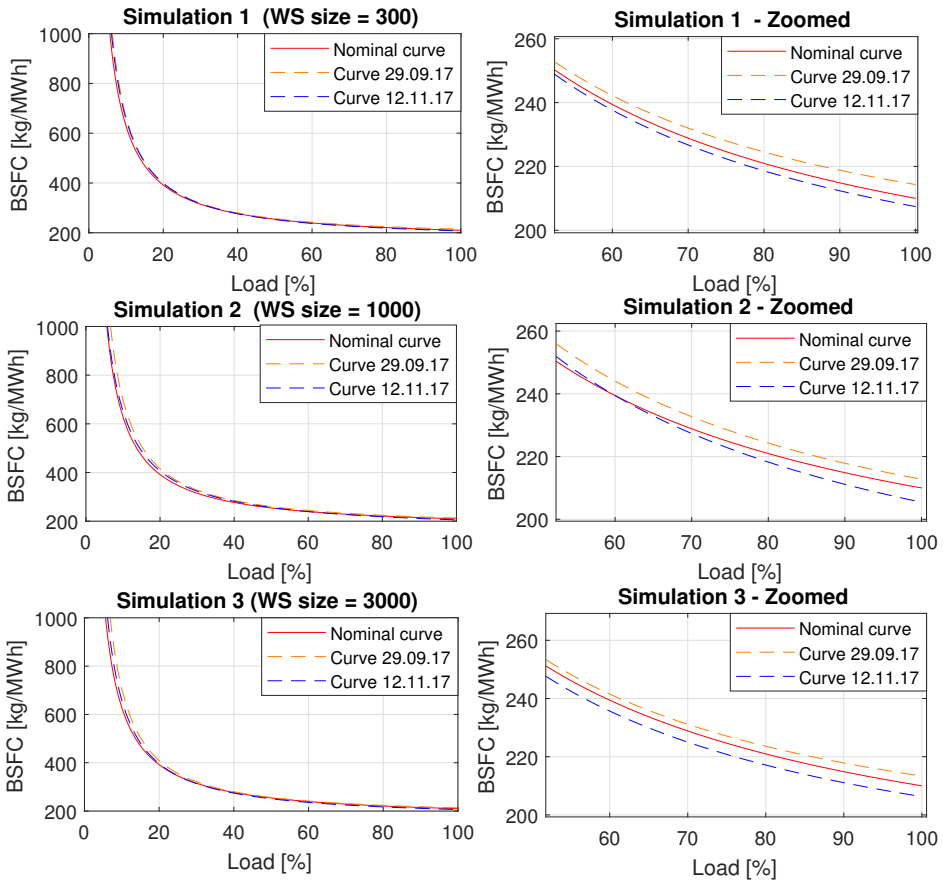 Simulation 1 (WS size = 300)
1000
800
600
400
200
BSFC [kg/MWh]
Nominal curve
Curve 29.09.17
Curve 12.11.17
0 20 40 60 80 100
Load [%]
Simulation 1 - Zoomed
260
240
220
200
BSFC [kg/MWh]
Nominal curve
Curve 29.09.17
Curve 12.11.17
60 70 80 90 100
Load [%]
Simulation 2 (WS size = 1000)
1000
800
600
400
200
BSFC [kg/MWh]
Nominal curve
Curve 29.09.17
Curve 12.11.17
0 20 40 60 80 100
Load [%]
Simulation 2 - Zoomed
260
240
220
200
BSFC [kg/MWh]
Nominal curve
Curve 29.09.17
Curve 12.11.17
60 70 80 90 100
Load [%]
Simulation 3 (WS size = 3000)
1000
800
600
400
200
BSFC [kg/MWh]
Nominal curve
Curve 29.09.17
Curve 12.11.17
0 20 40 60 80 100
Load [%]
Simulation 3 - Zoomed
260
240
220
200
BSFC [kg/MWh]
Nominal curve
Curve 29.09.17
Curve 12.11.17
60 70 80 90 100
Load [%]